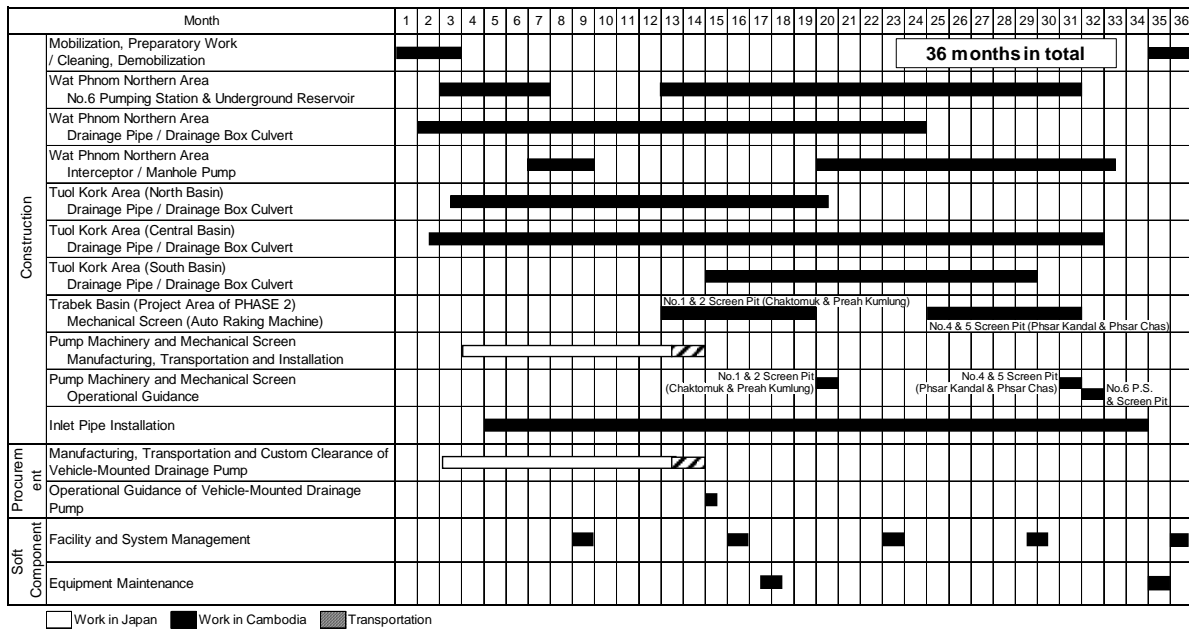 Month 1 2 3 4 5 6 7 8 9 10 11 12 13 14 15 16 17 18 19 20 21 22 23 24 25 26 27 28 29 30 31 32 33 34 35 36
Construction
Mobilization, Preparatory Work
/ Cleaning, Demobilization
36 months in total
Wat Phnom Northern Area
No.6 Pumping Station & Underground Reservoir
Wat Phnom Northern Area
Drainage Pipe / Drainage Box Culvert
Wat Phnom Northern Area
Interceptor / Manhole Pump
Tuol Kork Area (North Basin)
Drainage Pipe / Drainage Box Culvert
Tuol Kork Area (Central Basin)
Drainage Pipe / Drainage Box Culvert
Tuol Kork Area (South Basin)
Drainage Pipe / Drainage Box Culvert
Trabek Basin (Project Area of PHASE 2)
Mechanical Screen (Auto Raking Machine)
No.1 & 2 Screen Pit (Chaktomuk & Preah Kumlung)
No.4 & 5 Screen Pit (Phsar Kandal & Phsar Chas)
Pump Machinery and Mechanical Screen
Manufacturing, Transportation and Installation
Pump Machinery and Mechanical Screen
Operational Guidance
No.1 & 2 Screen Pit
(Chaktomuk & Preah Kumlung)
No.4 & 5 Screen Pit
(Phsar Kandal & Phsar Chas)
No.6 P.S.
& Screen Pit
Inlet Pipe Installation
Procurem
ent
Manufacturing, Transportation and Custom Clearance of
Vehicle-Mounted Drainage Pump
Operational Guidance of Vehicle-Mounted Drainage
Pump
Soft
Component
Facility and System Management
Equipment Maintenance
Work in Japan Work in Cambodia Transportation